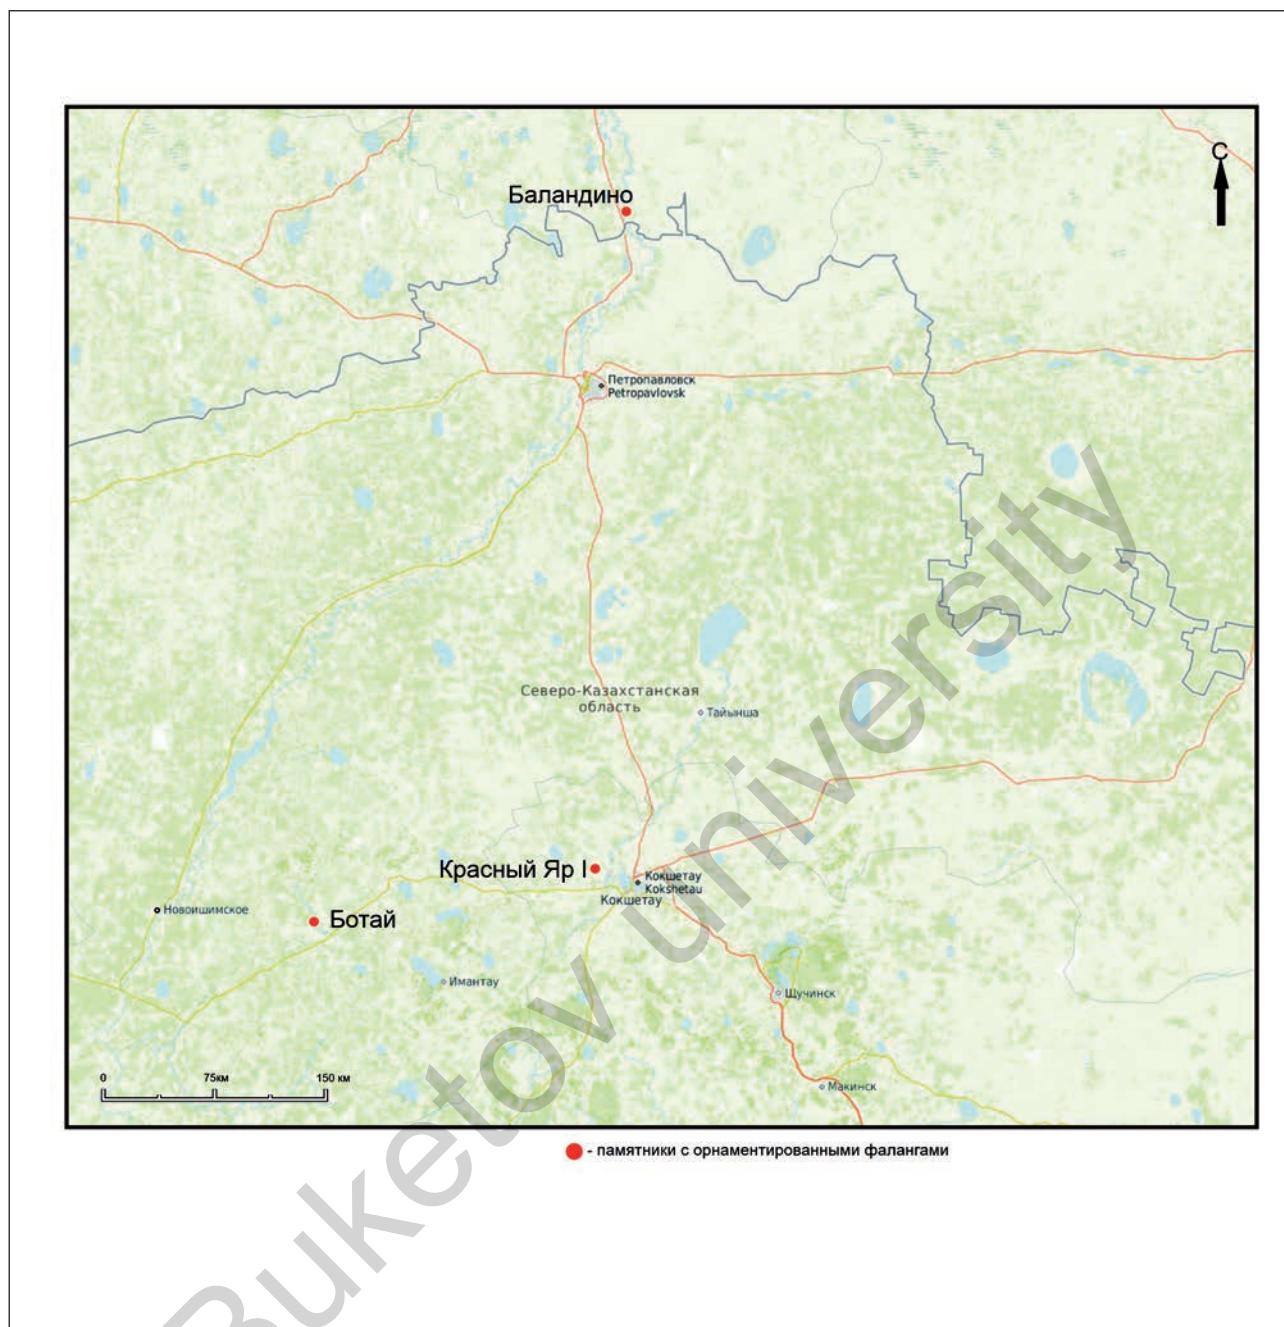 С
Баландино
Петропавловск
Petropavlovsk
Северо-Казахстанская
область
Тайынша
Красный Яр I
Кокшетау
Kokshetau
Кокшетау
Новоишимское
Ботай
Имантау
Щучинск
0 75км 150 км
Макинск
- памятники с орнаментированными фалангами
Buketov university